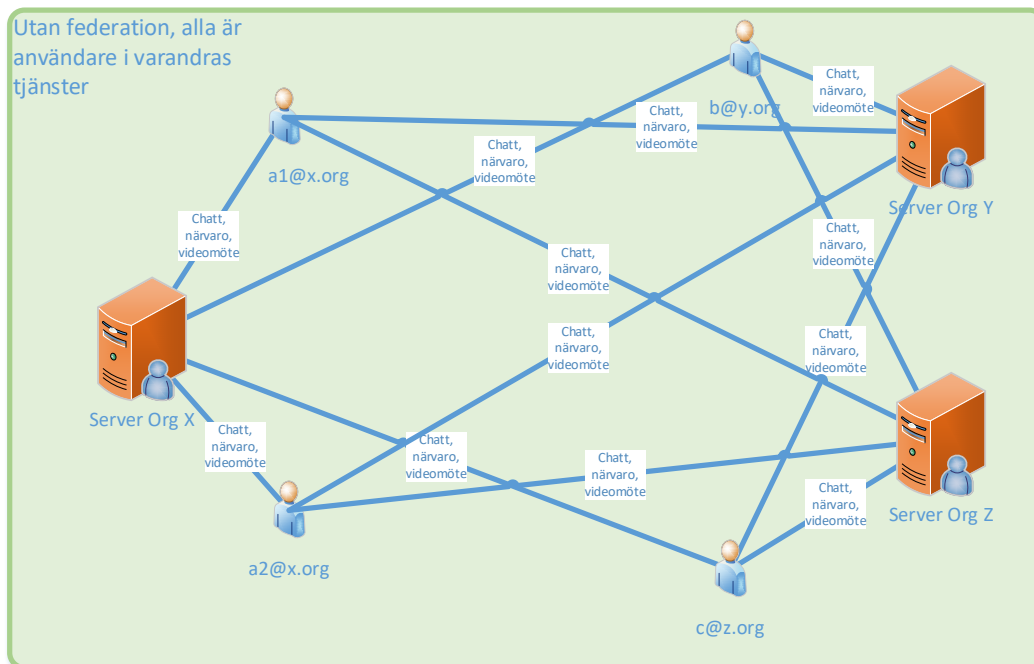 Utan federation, alla är
användare i varandras
tjänster
b@y.org
Chatt,
närvaro,
videomöte
Chatt,
närvaro,
videomöte
Chatt,
närvaro,
videomöte
a1@x.org
Server Org Y
Chatt,
närvaro,
videomöte
Chatt,
närvaro,
videomöte
Chatt,
närvaro,
videomöte
Chatt,
närvaro,
videomöte
Chatt,
närvaro,
videomöte
Server Org X
Chatt,
närvaro,
videomöte
Chatt,
närvaro,
videomöte
Chatt,
närvaro,
videomöte
Chatt,
närvaro,
videomöte
Server Org Z
a2@x.org
c@z.org